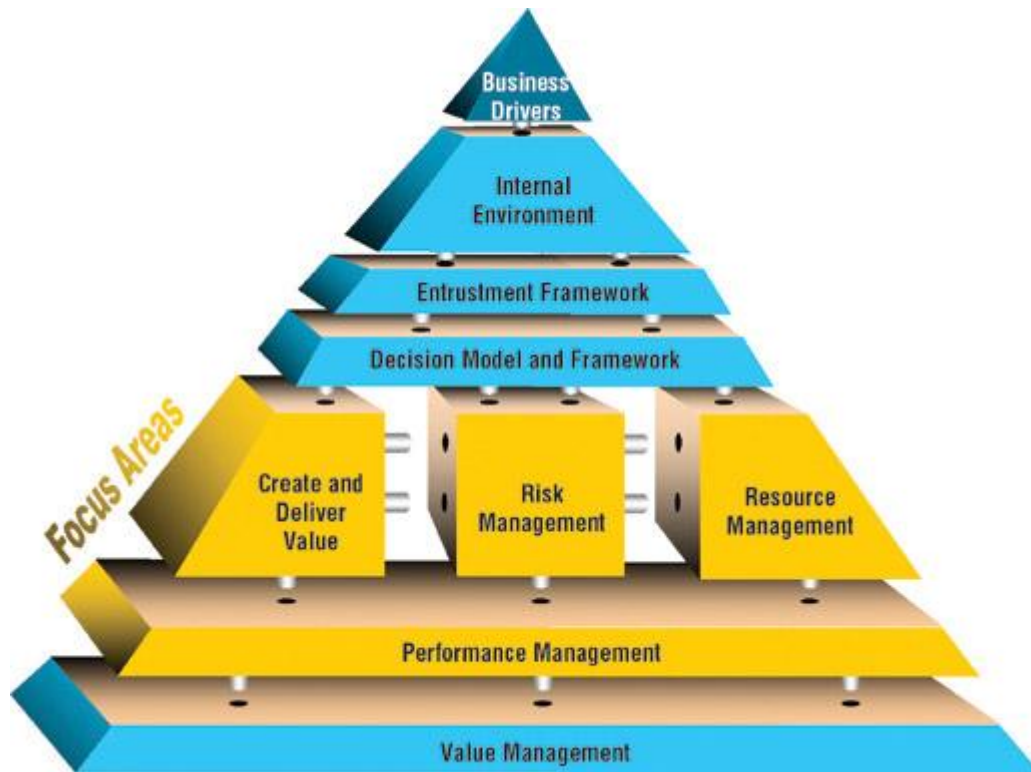 Business
Drivers
Internal
Environment
Entrustment Framework
Decision Model and Framework
Focus Areas
Create and
Deliver
Value
Risk
Management
Resource
Management
Performance Management
Value Management